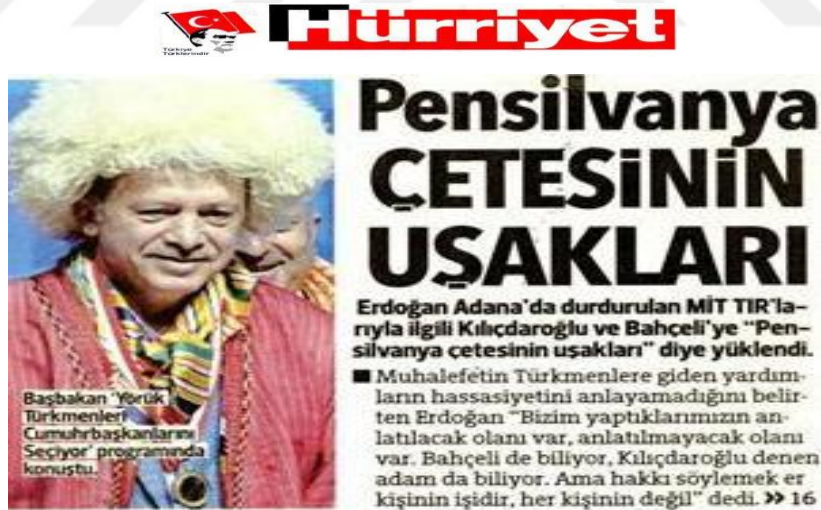 Türkiye
Türklerindir
Hürriyet
Pensilvanya
ÇETESİNİN
UŞAKLARI
Erdoğan Adana'da durdurulan MİT TIR'la-
rıyla ilgili Kılıçdaroğlu ve Bahçeli'ye "Pen-
silvanya çetesinin uşakları" diye yüklendi.
■ Muhalefetin Türkmenlere giden yardım-
ların hassasiyetini anlayamadığını belir-
ten Erdoğan "Bizim yaptıklarımızın an-
latılacak olanı var, anlatılmayacak olanı
var. Bahçeli de biliyor, Kılıçdaroğlu denen
adam da biliyor. Ama hakkı söylemek er
kişinin işidir, her kişinin değil" dedi. >> 16
Başbakan 'Yörük
Türkmenleri
Cumhurbaşkanlarını
Seçiyor' programında
konuştu.